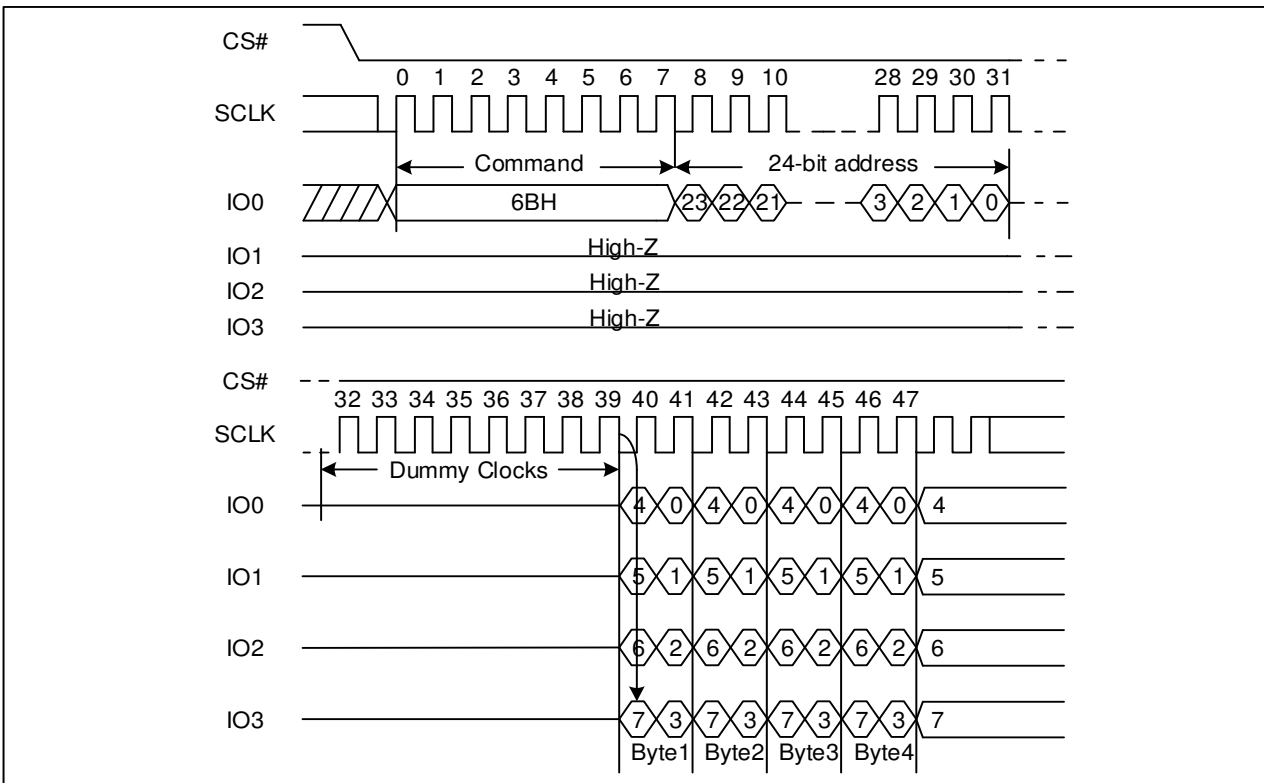 CS#
0 1 2 3 4 5 6 7 8 9 10 28 29 30 31
SCLK
Command 24-bit address
IO0 6BH 23 22 21 3 2 1 0
IO1 High-Z
IO2 High-Z
IO3 High-Z
CS#
32 33 34 35 36 37 38 39 40 41 42 43 44 45 46 47
SCLK
Dummy Clocks
IO0 4 0 4 0 4 0 4 0 4
IO1 5 1 5 1 5 1 5 1 5
IO2 6 2 6 2 6 2 6 2 6
IO3 7 3 7 3 7 3 7 3 7
Byte1 Byte2 Byte3 Byte4